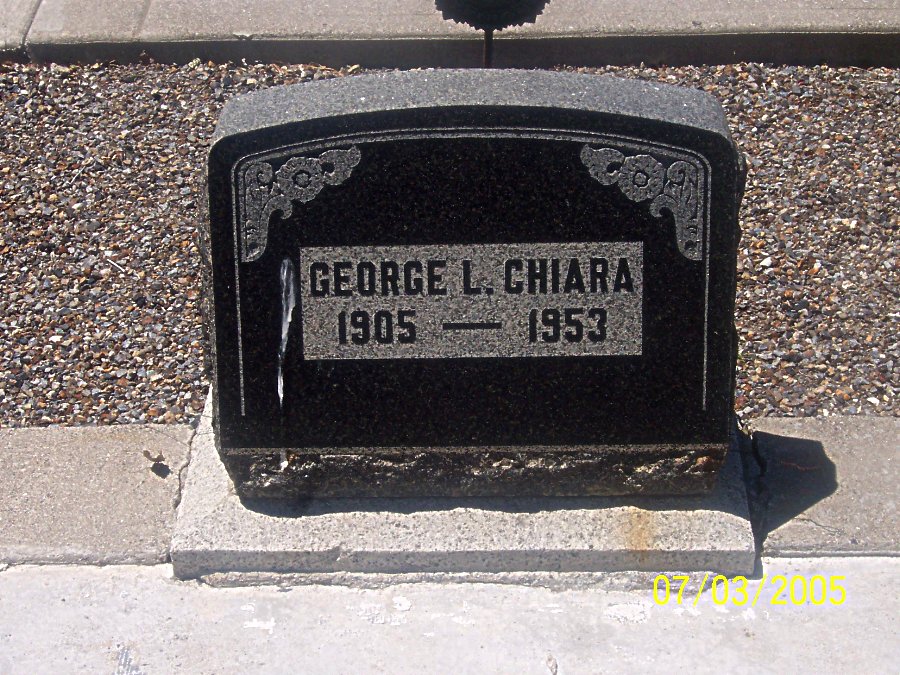 GEORGE L. CHIARA
1905 — 1953
07/03/2005